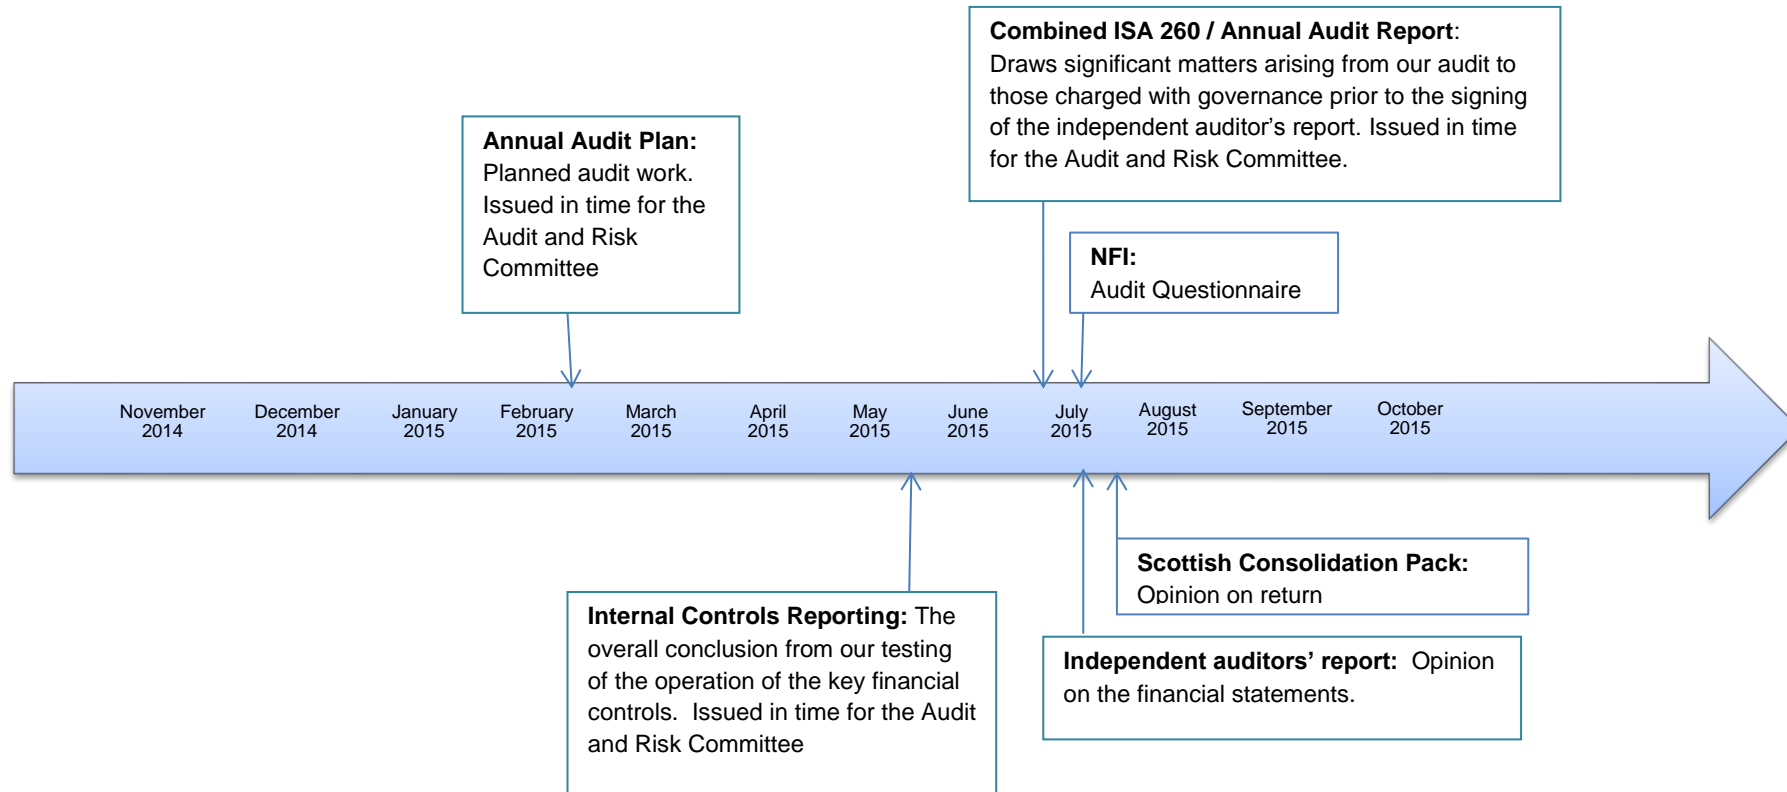 Combined ISA 260 / Annual Audit Report:
Draws significant matters arising from our audit to
those charged with governance prior to the signing
of the independent auditor’s report. Issued in time
for the Audit and Risk Committee.
Annual Audit Plan:
Planned audit work.
Issued in time for the
Audit and Risk
Committee
NFI:
Audit Questionnaire
November
2014
December
2014
January
2015
February
2015
March
2015
April
2015
May
2015
June
2015
July
2015
August
2015
September
2015
October
2015
Scottish Consolidation Pack:
Opinion on return
Internal Controls Reporting: The
overall conclusion from our testing
of the operation of the key financial
controls.  Issued in time for the Audit
and Risk Committee
Independent auditors’ report:  Opinion
on the financial statements.